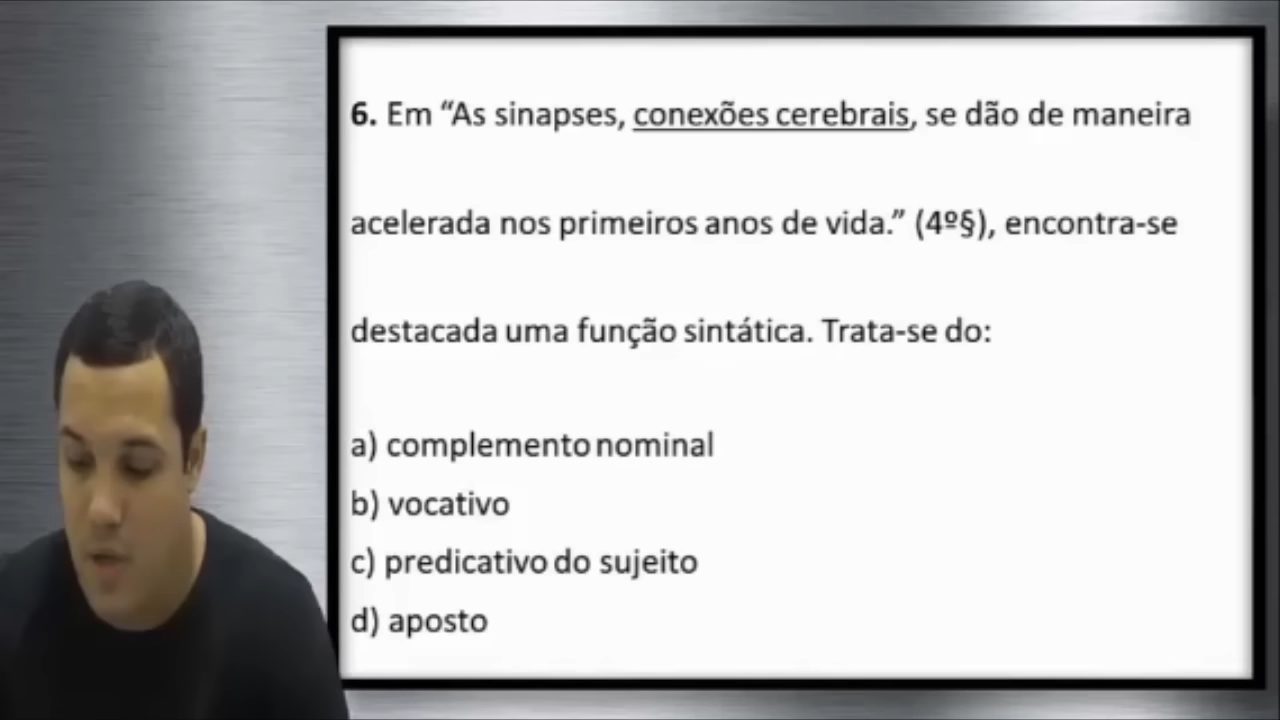 6. Em “As sinapses, conexões cerebrais, se dão de maneira
acelerada nos primeiros anos de vida.” (4º§), encontra-se
destacada uma função sintática. Trata-se do:
a) complemento nominal
b) vocativo
c) predicativo do sujeito
d) aposto